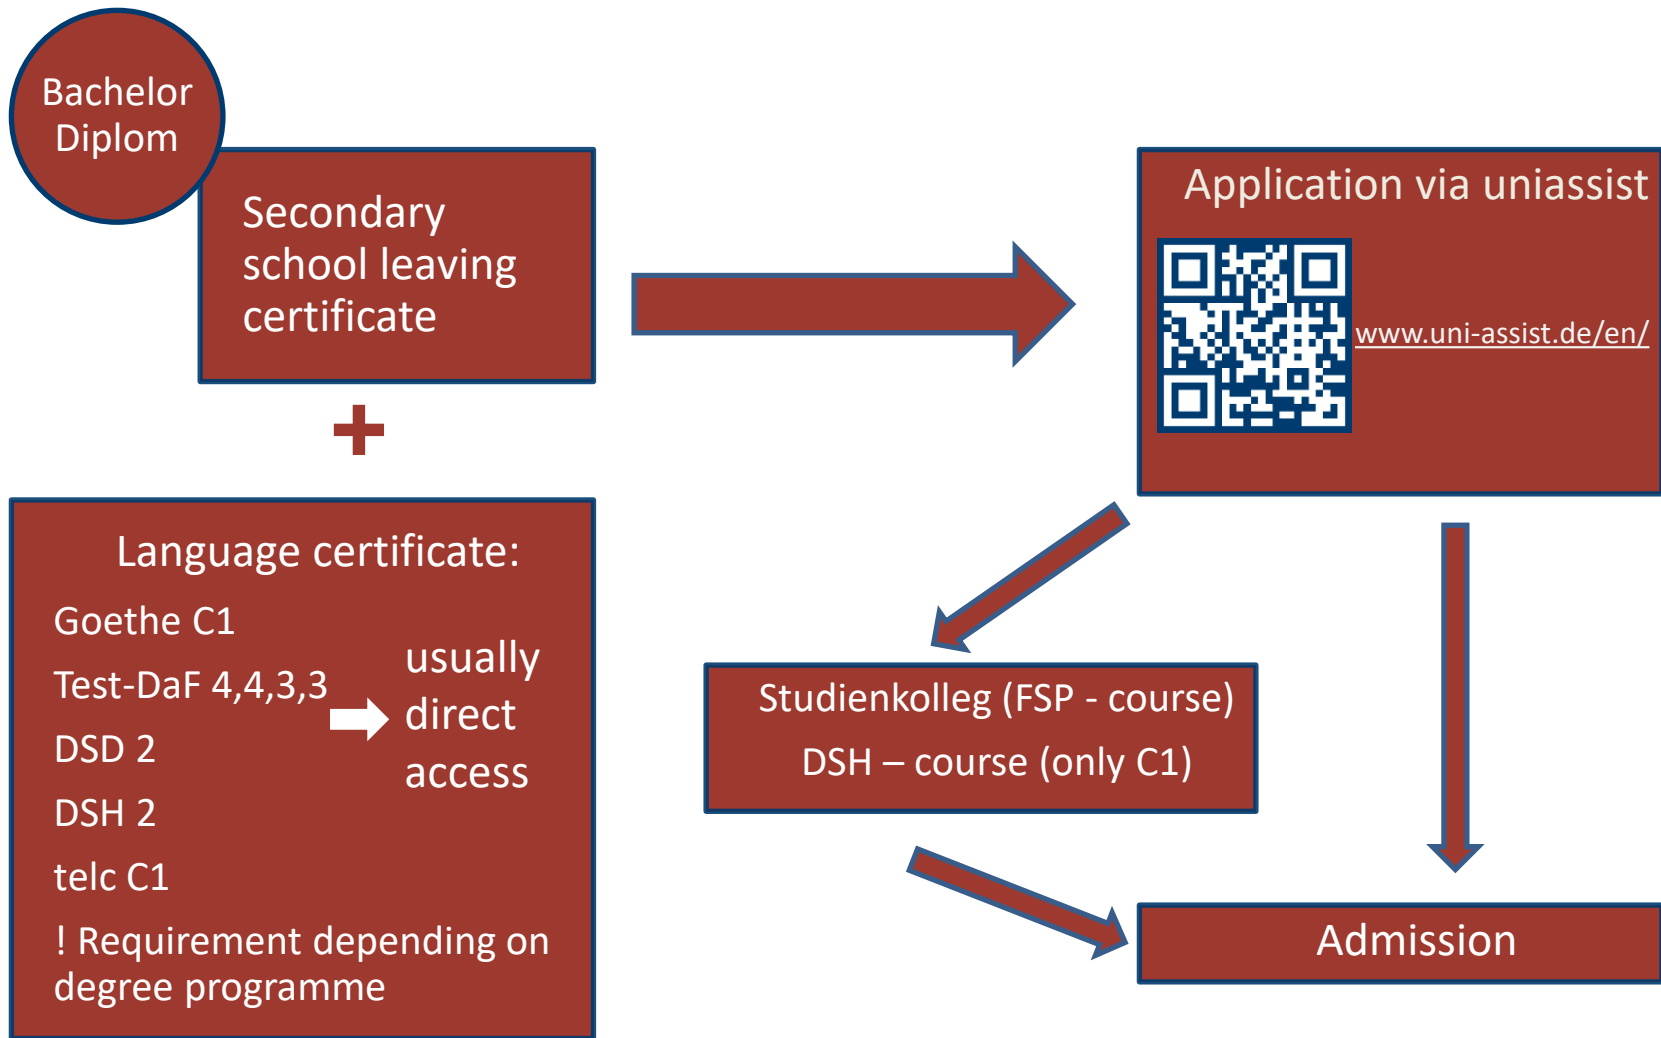 Bachelor
Diplom
Secondary
school leaving
certificate
Application via uniassist
www.uni-assist.de/en/
Language certificate:
Goethe C1
Test-DaF 4,4,3,3
DSD 2
DSH 2
telc C1
usually
direct
access
! Requirement depending on
degree programme
Studienkolleg (FSP - course)
DSH – course (only C1)
Admission